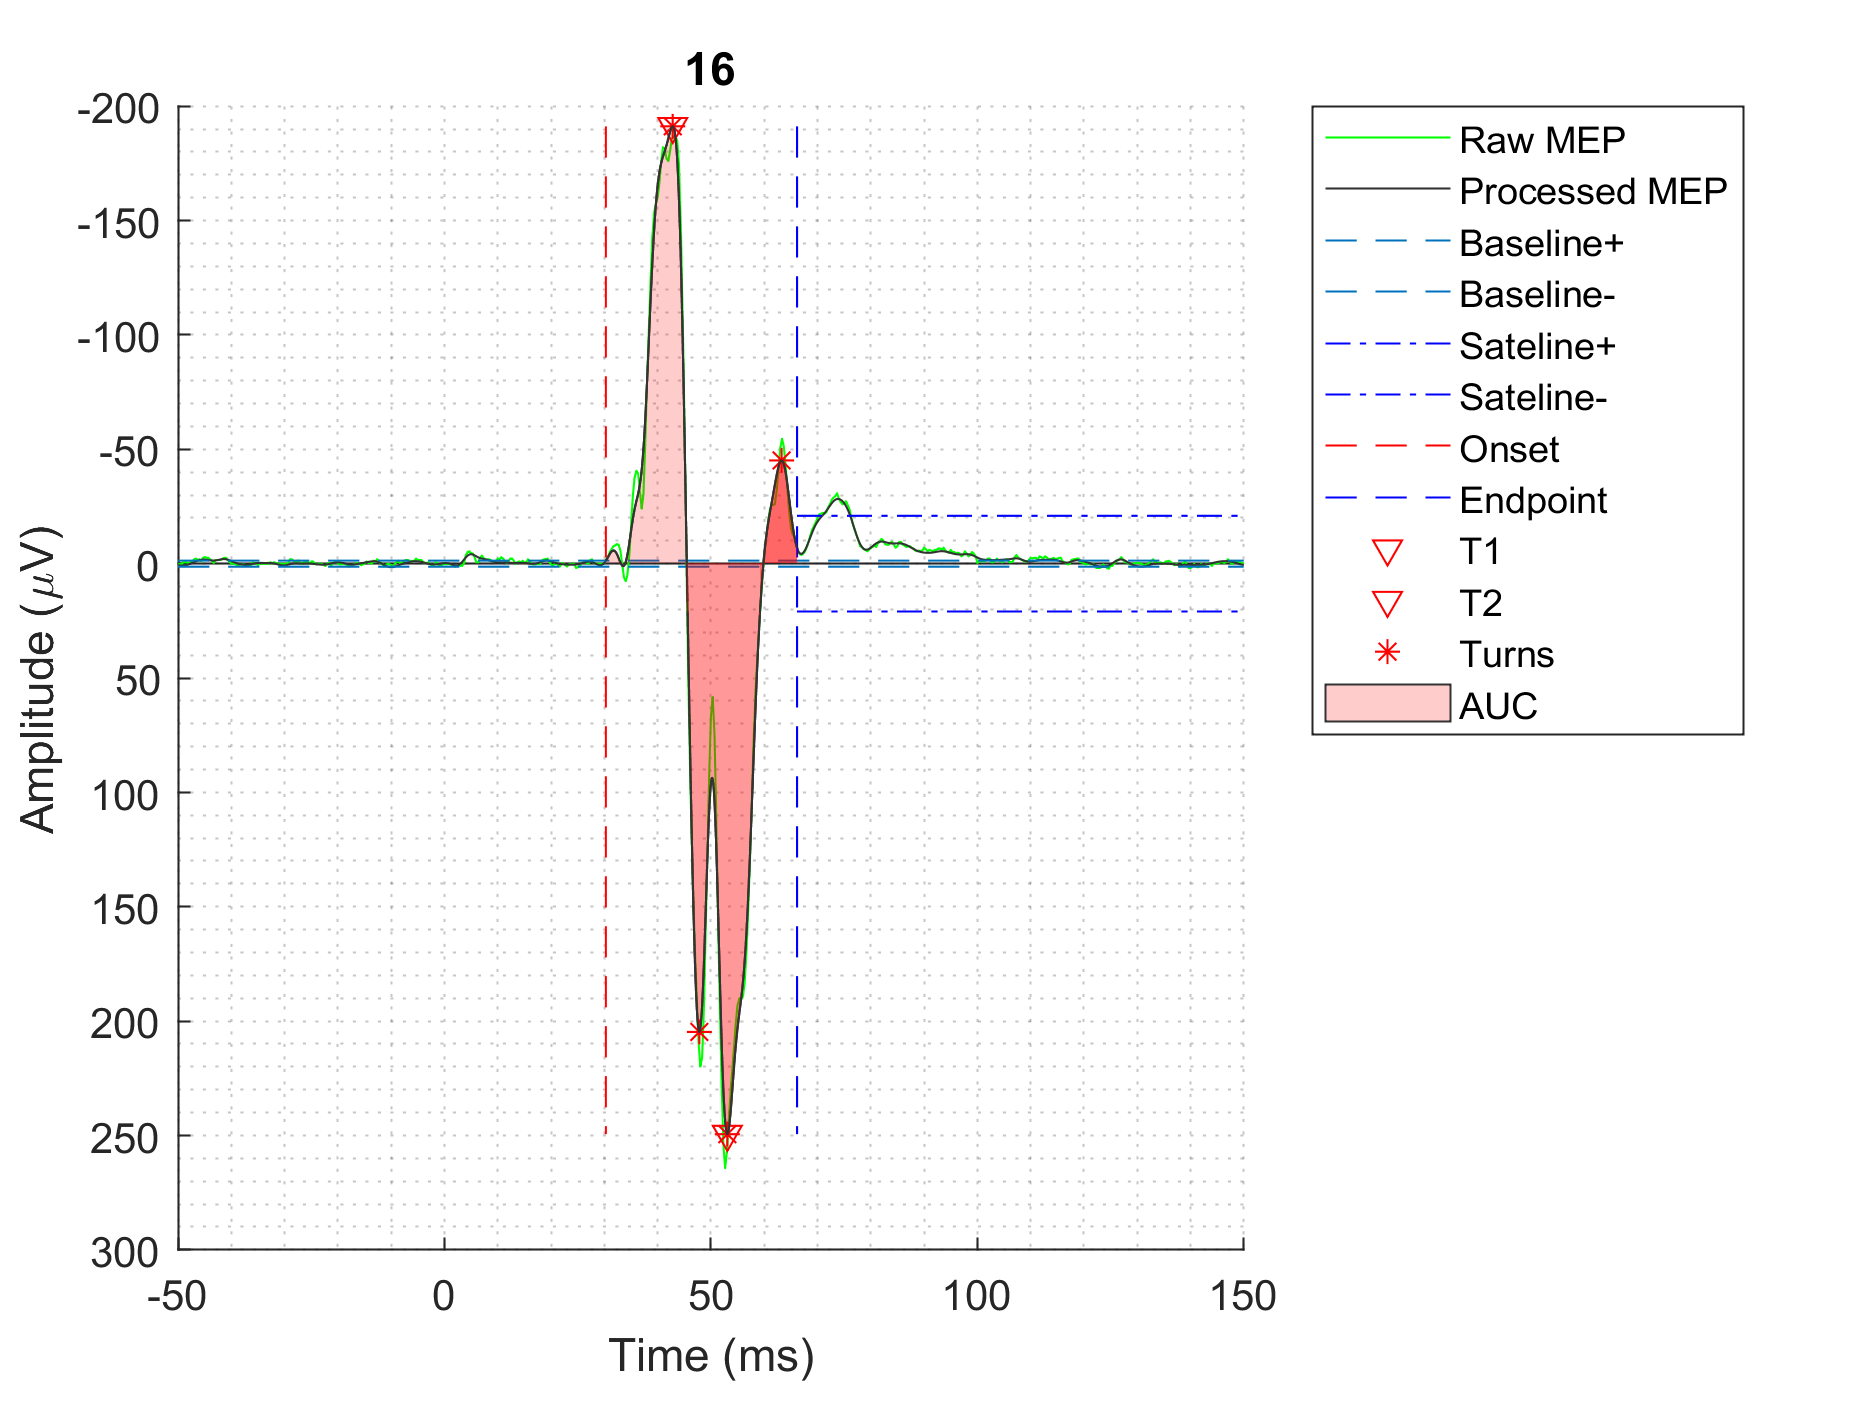 16
-200
-150
-100
-50
0
50
100
150
200
250
300
Amplitude (μV)
-50 0 50 100 150
Time (ms)
Raw MEP
Processed MEP
Baseline+
Baseline-
Sateline+
Sateline-
Onset
Endpoint
T1
T2
Turns
AUC